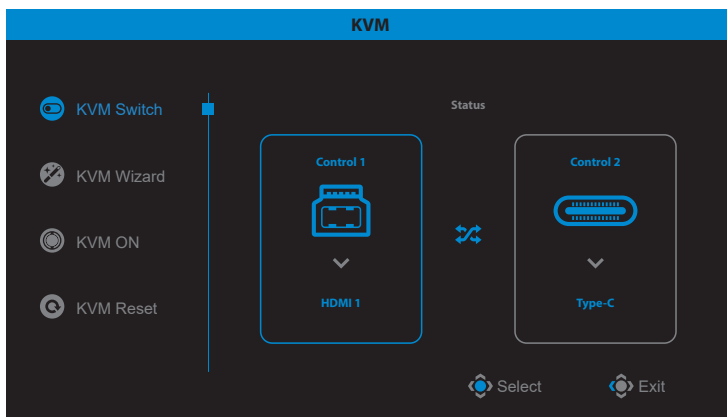 KVM
KVM Switch
KVM Wizard
KVM ON
KVM Reset
Status
Control 1
HDMI 1
Control 2
Type-C
Select
Exit